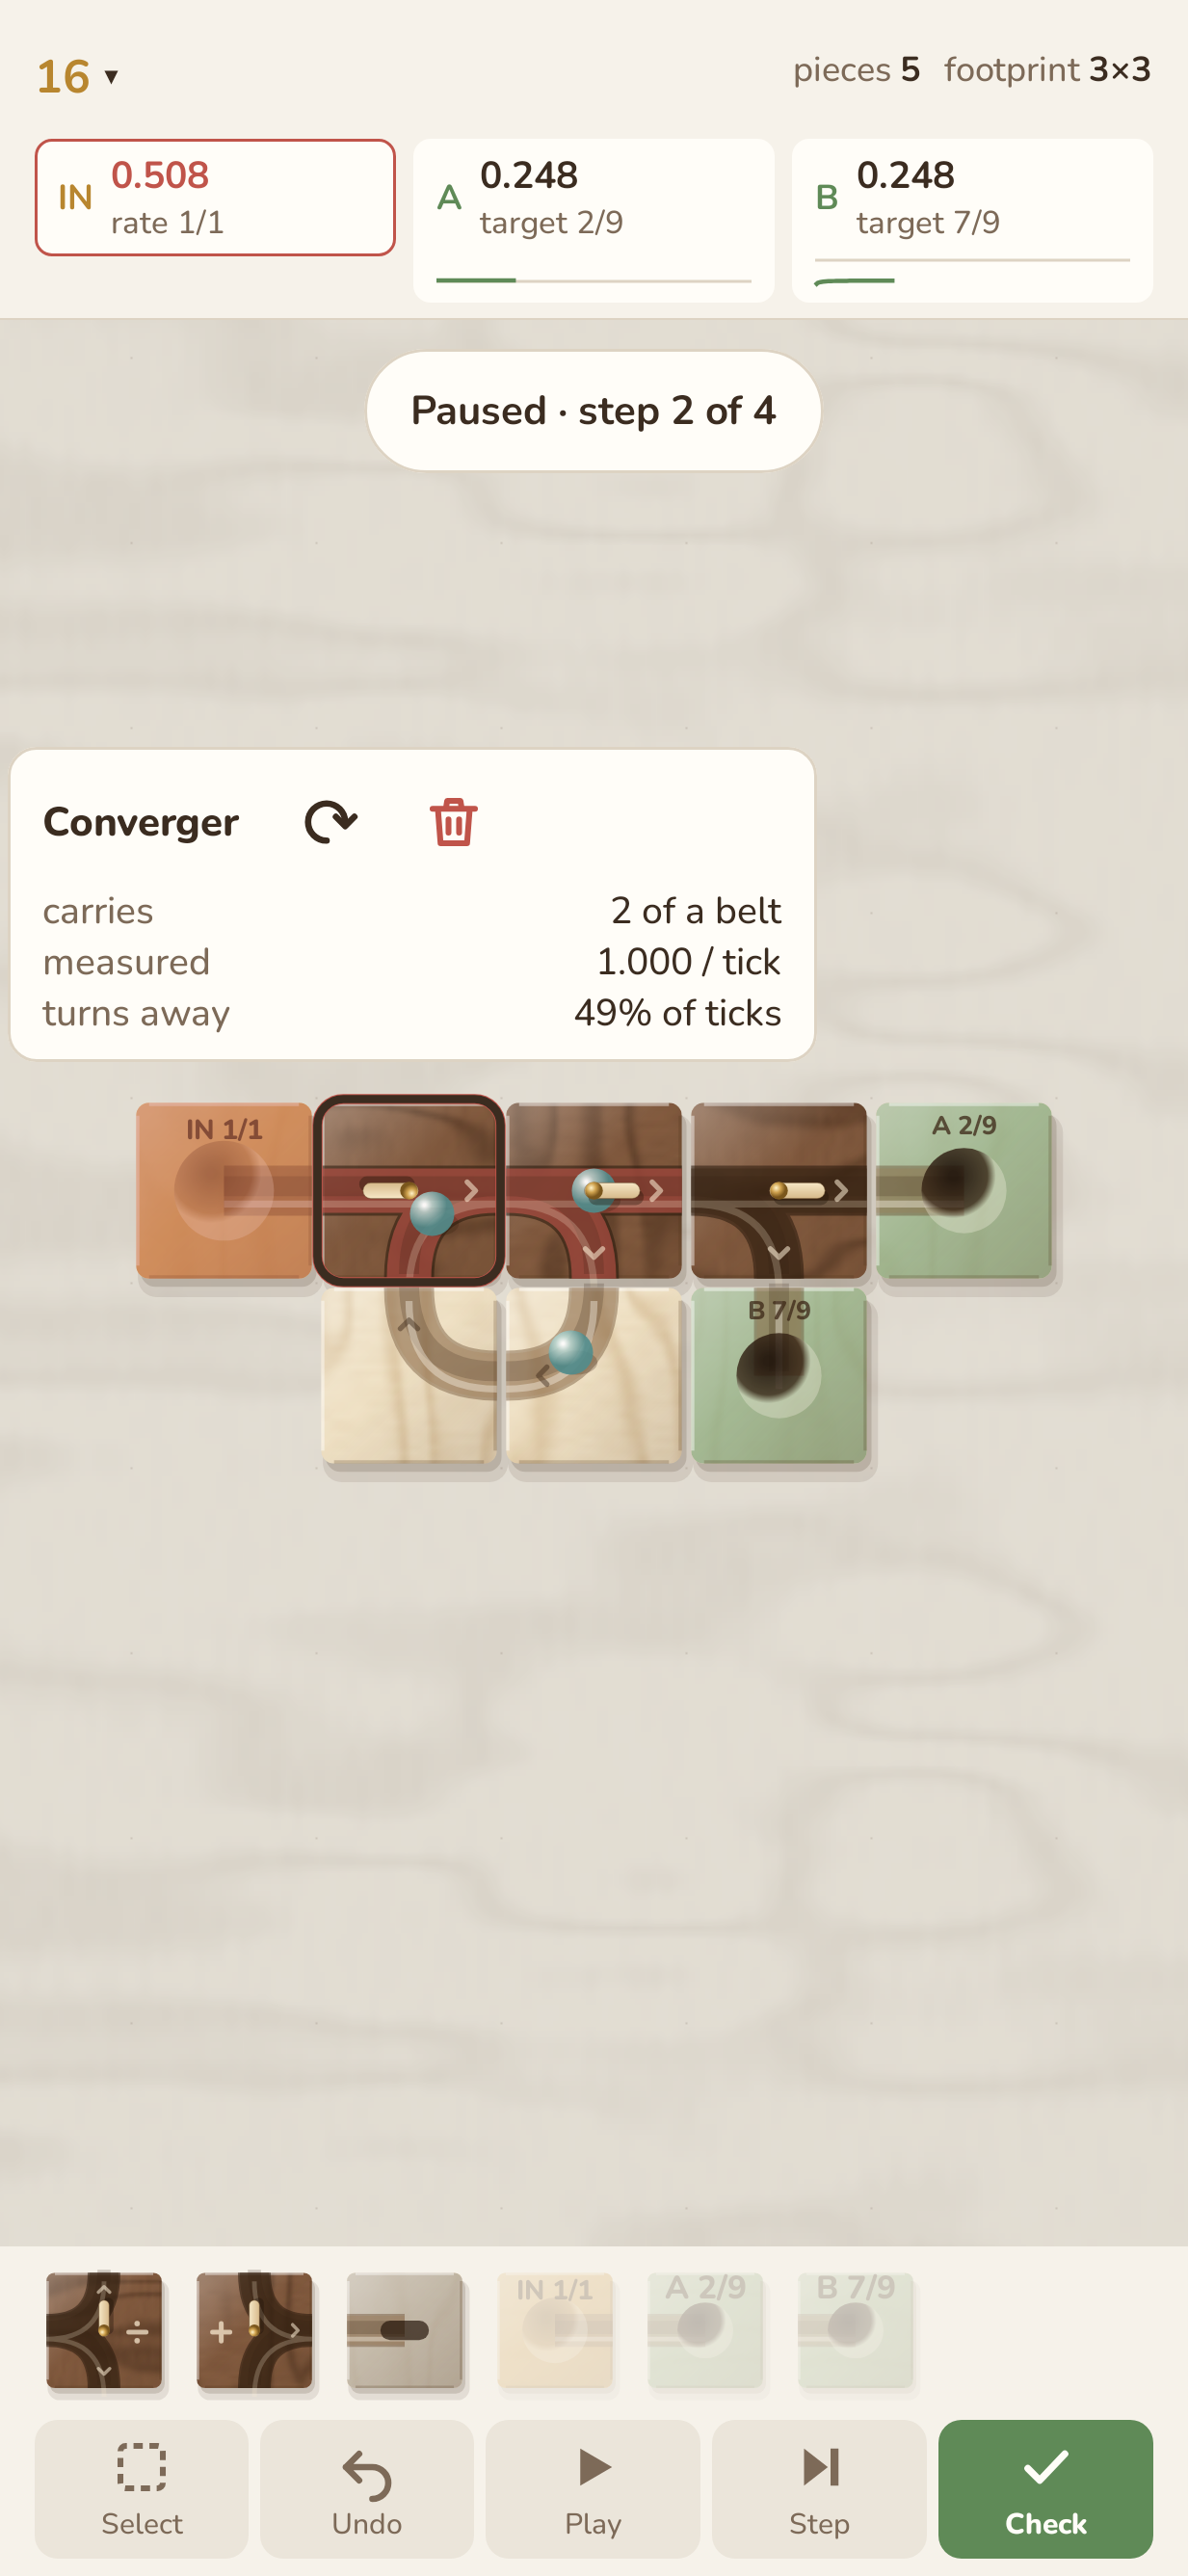 16 ▾
pieces 5 footprint 3×3
IN 0.508
rate 1/1
A 0.248
target 2/9
B 0.248
target 7/9
Paused · step 2 of 4
Converger
carries 2 of a belt
measured 1.000 / tick
turns away 49% of ticks
IN 1/1
A 2/9
B 7/9
÷
+
IN 1/1
A 2/9
B 7/9
Select
Undo
Play
Step
Check